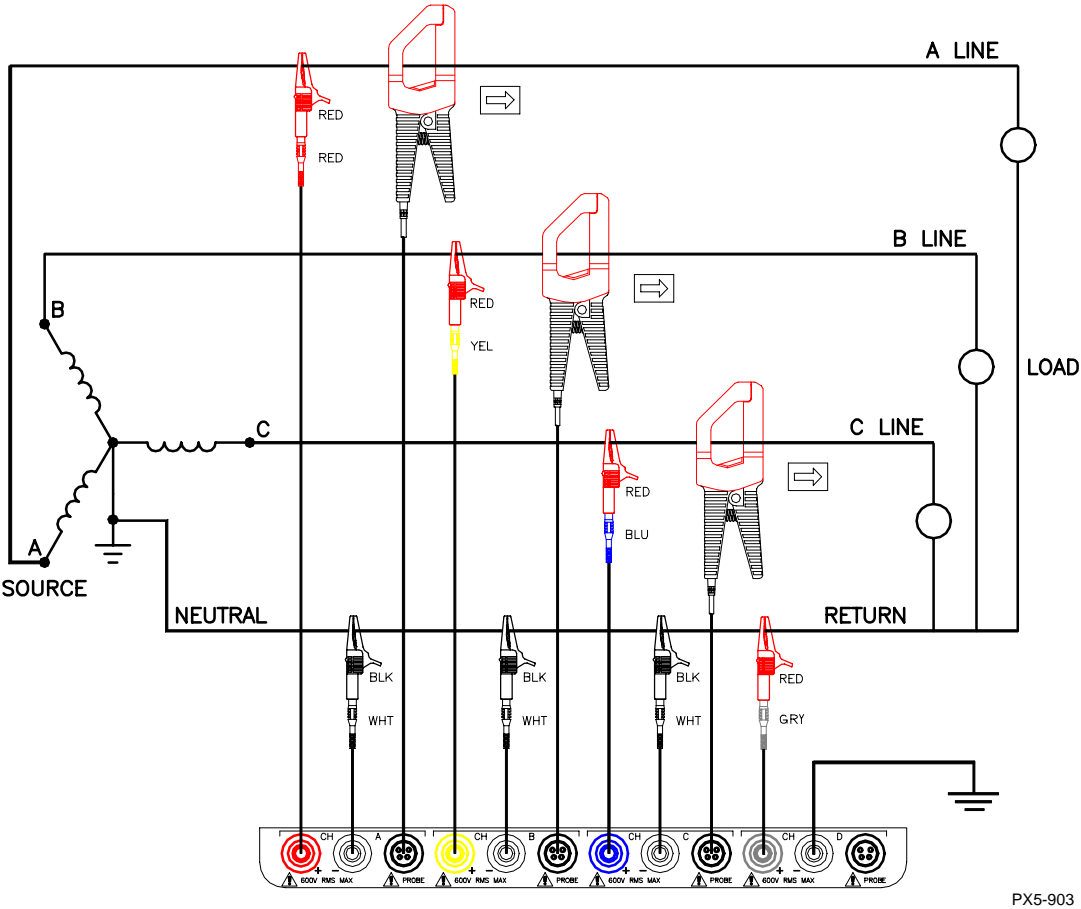 A LINE
RED
RED
B LINE
RED
YEL
B
LOAD
C
C LINE
RED
BLU
A
SOURCE
NEUTRAL
RETURN
BLK
BLK
BLK
RED
WHT
WHT
WHT
GRY
CH A CH B CH C CH D
+ - + - + - + -
600V RMS MAX PROBE 600V RMS MAX PROBE 600V RMS MAX PROBE 600V RMS MAX PROBE
PX5-903